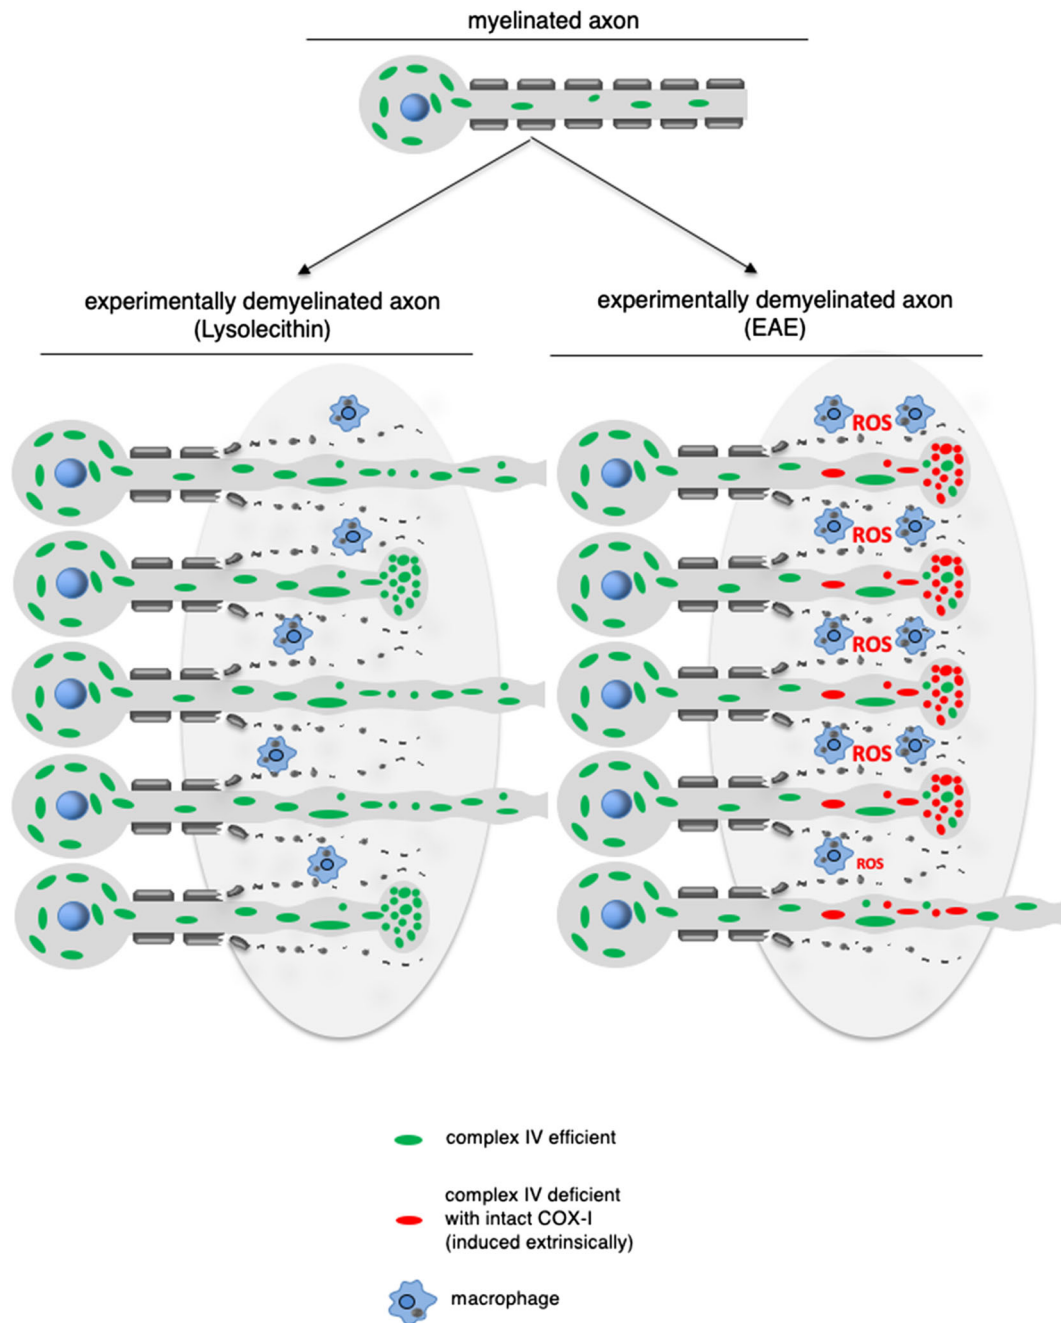 myelinated axon
experimentally demyelinated axon
(Lysolecithin)
experimentally demyelinated axon
(EAE)
ROS
ROS
ROS
ROS
ROS
complex IV efficient
complex IV deficient
with intact COX-I
(induced extrinsically)
macrophage